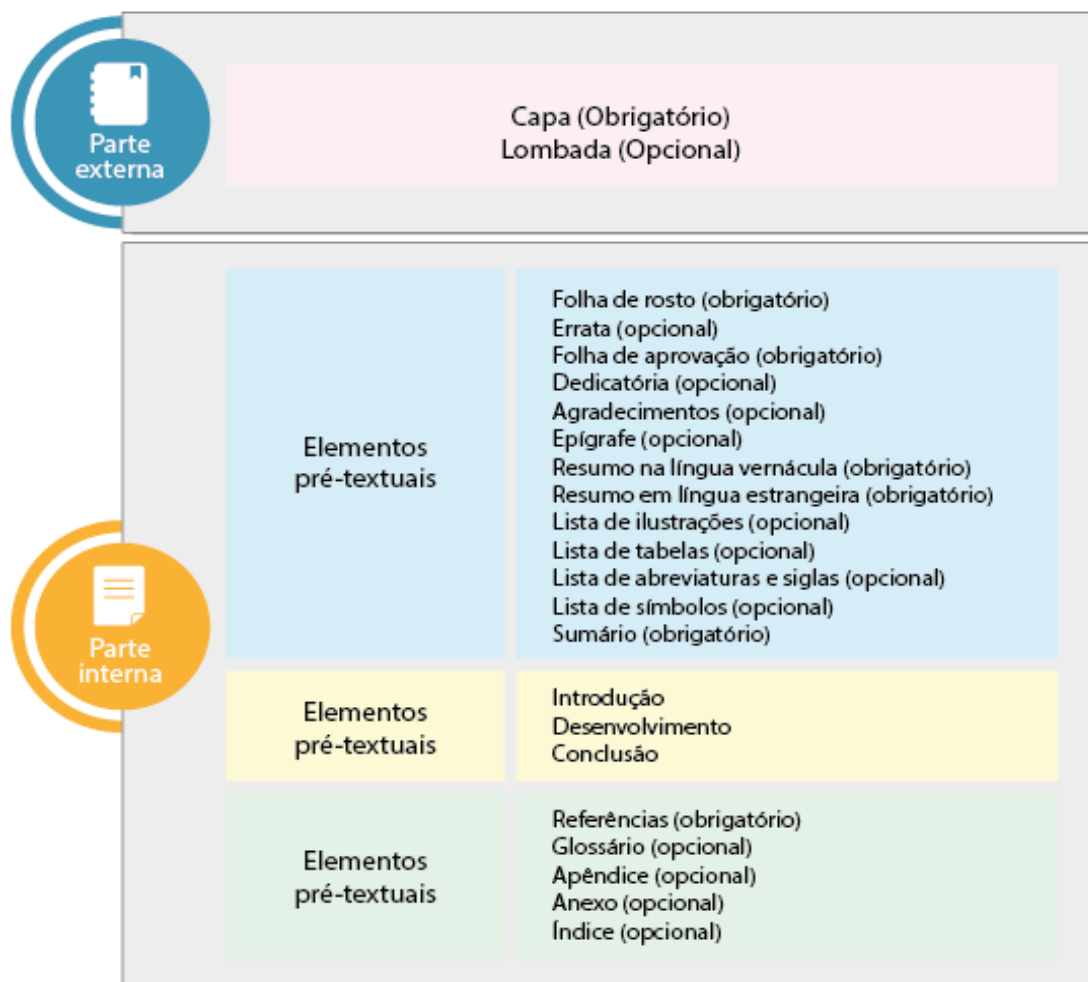 Parte
externa
Capa (Obrigatório)
Lombada (Opcional)
Parte
interna
Elementos
pré-textuais
Folha de rosto (obrigatório)
Errata (opcional)
Folha de aprovação (obrigatório)
Dedicatória (opcional)
Agradecimentos (opcional)
Epígrafe (opcional)
Resumo na língua vernácula (obrigatório)
Resumo em língua estrangeira (obrigatório)
Lista de ilustrações (opcional)
Lista de tabelas (opcional)
Lista de abreviaturas e siglas (opcional)
Lista de símbolos (opcional)
Sumário (obrigatório)
Elementos
pré-textuais
Introdução
Desenvolvimento
Conclusão
Elementos
pré-textuais
Referências (obrigatório)
Glossário (opcional)
Apêndice (opcional)
Anexo (opcional)
Índice (opcional)